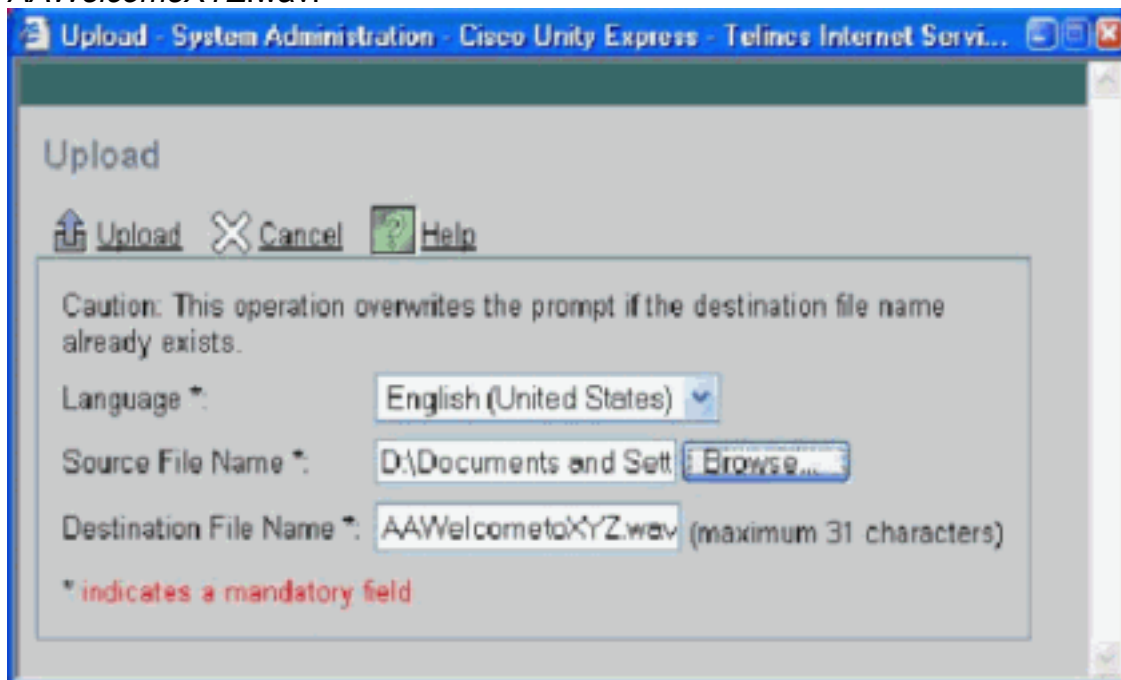 Upload - System Administration - Cisco Unity Express - Telincs Internet Servi...
Upload
Upload Cancel Help
Caution: This operation overwrites the prompt if the destination file name
already exists.
Language *: English (United States)
Source File Name *: D:\Documents and Sett Browse...
Destination File Name *: AAWelcometoXYZ.wav (maximum 31 characters)
* indicates a mandatory field